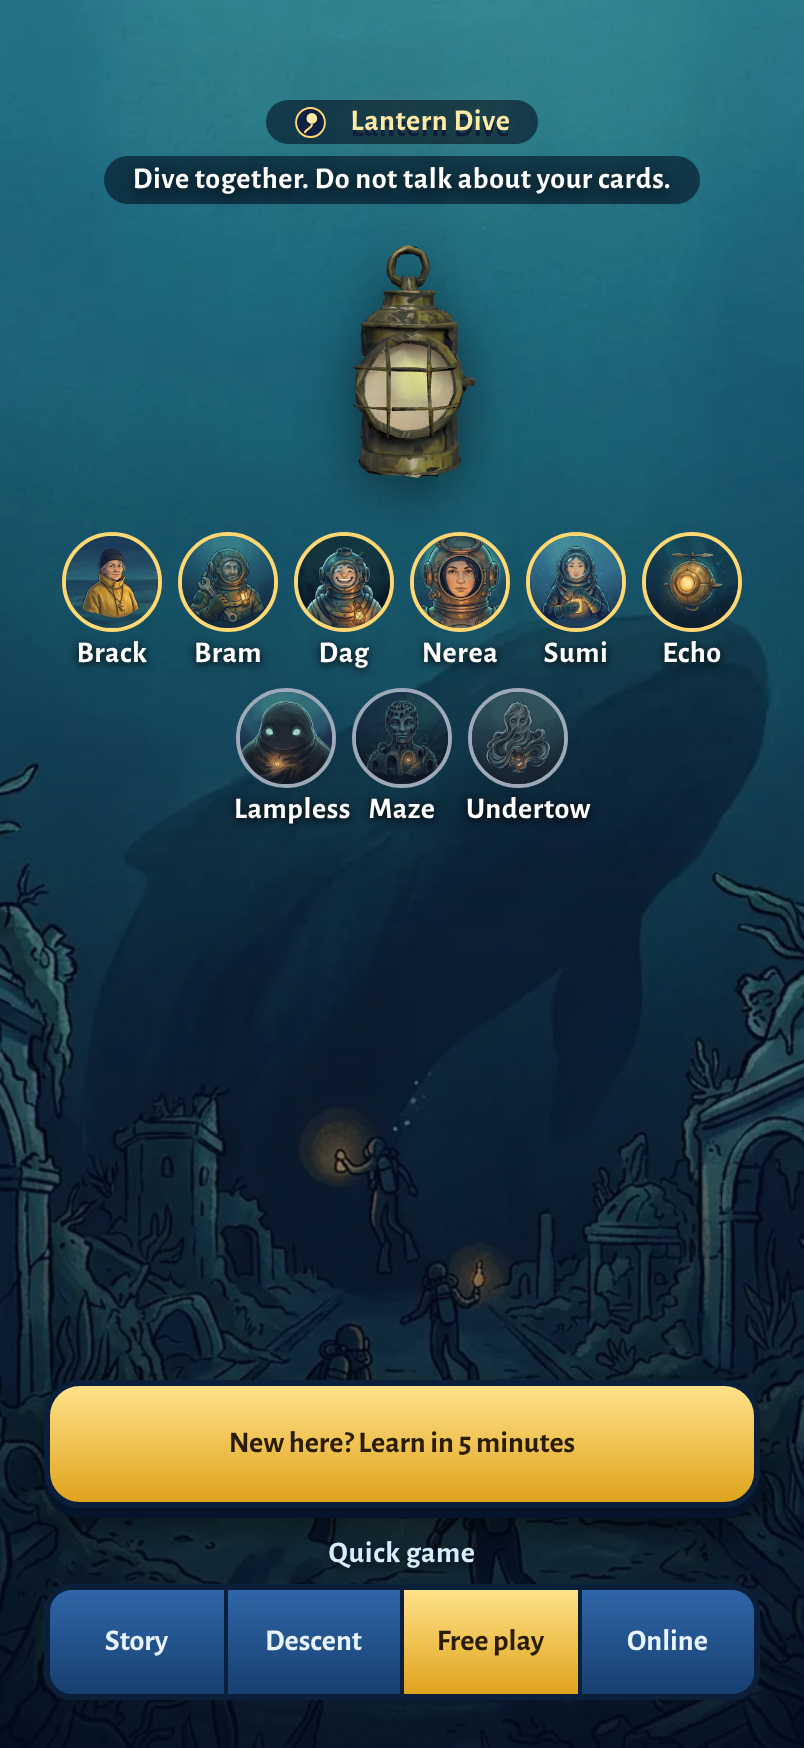 Lantern Dive
Dive together. Do not talk about your cards.
Brack Bram Dag Nerea Sumi Echo
Lampless Maze Undertow
New here? Learn in 5 minutes
Quick game
Story Descent Free play Online